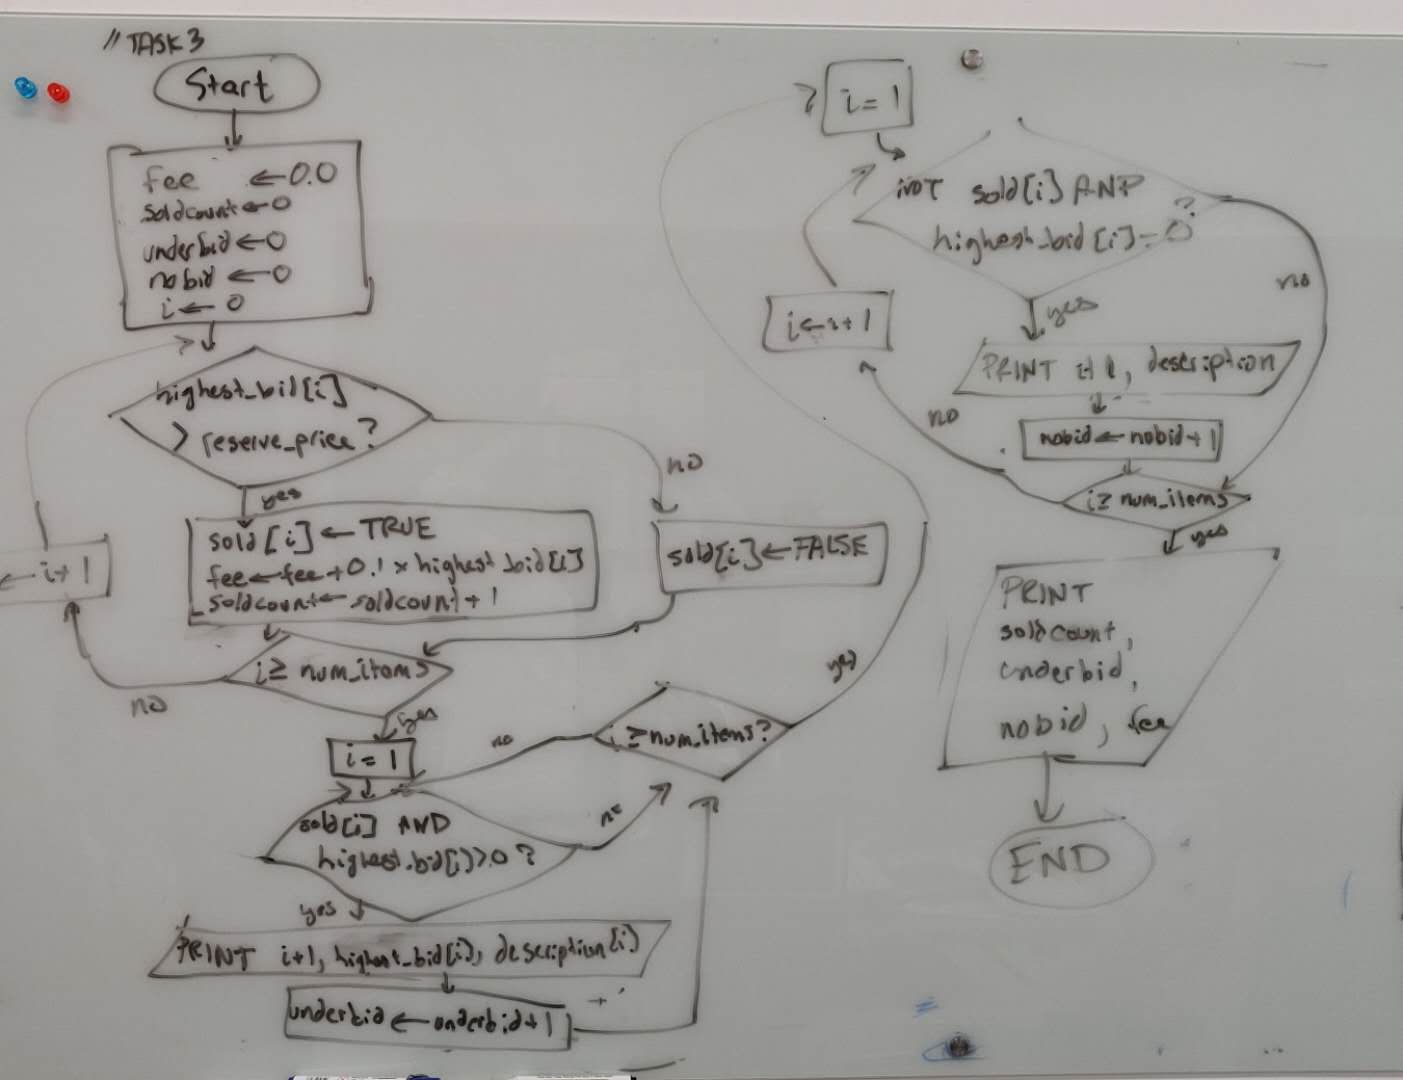 // TASK 3
Start
fee ← 0.0
soldcount ← 0
underbid ← 0
nobid ← 0
i ← 0
highest_bid[i]
> reserve_price?
yes
no
sold[i] ← TRUE
fee ← fee + 0.1 × highest_bid[i]
soldcount ← soldcount + 1
sold[i] ← FALSE
← i+1
i ≥ num_items
no
yes
i = 1
sold[i] AND
highest_bid[i] > 0 ?
no
yes
PRINT i+1, highest_bid[i], description[i]
underbid ← underbid + 1
i ≥ num_items?
no
yes
i = 1
NOT sold[i] AND
highest_bid[i] = 0 ?
no
yes
i ← i + 1
PRINT i+1, description
nobid ← nobid + 1
i ≥ num_items
no
yes
PRINT
soldcount,
underbid,
nobid, fee
END